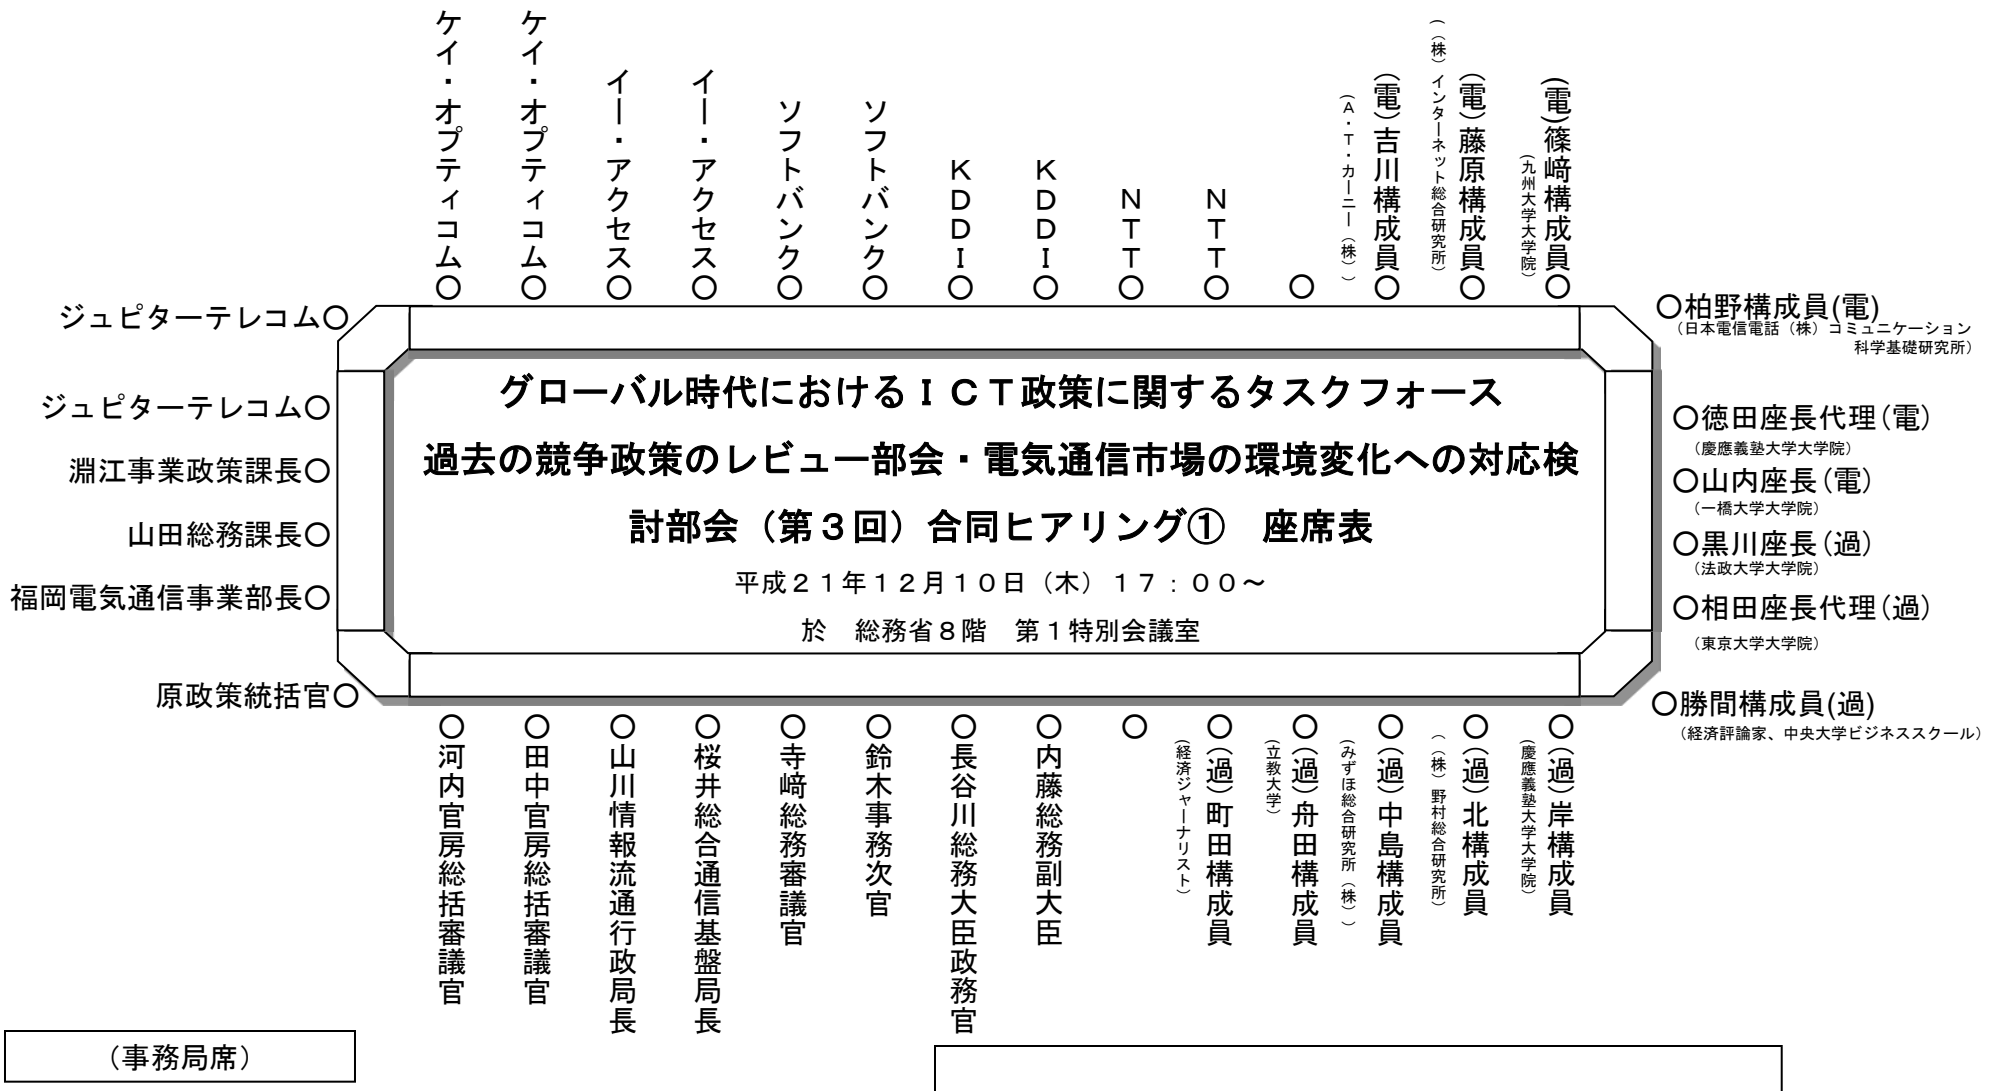 ケイ・オプティコム○
ケイ・オプティコム○
イー・アクセス○
イー・アクセス○
ソフトバンク○
ソフトバンク○
ＫＤＤＩ○
ＫＤＤＩ○
ＮＴＴ○
ＮＴＴ○
○
(電)吉川構成員○
（Ａ・Ｔ・カーニー（株））
(電)藤原構成員○
（（株）インターネット総合研究所）
(電)篠﨑構成員○
（九州大学大学院）
ジュピターテレコム○
ジュピターテレコム○
淵江事業政策課長○
山田総務課長○
福岡電気通信事業部長○
原政策統括官○
グローバル時代におけるＩＣＴ政策に関するタスクフォース
過去の競争政策のレビュー部会・電気通信市場の環境変化への対応検
討部会（第３回）合同ヒアリング①　座席表
平成２１年１２月１０日（木）１７：００～
於　総務省８階　第１特別会議室
○柏野構成員(電)
（日本電信電話（株）コミュニケーション
科学基礎研究所）
○徳田座長代理(電)
（慶應義塾大学大学院）
○山内座長(電)
（一橋大学大学院）
○黒川座長(過)
（法政大学大学院）
○相田座長代理(過)
（東京大学大学院）
○勝間構成員(過)
（経済評論家、中央大学ビジネススクール）
○河内官房総括審議官
○田中官房総括審議官
○山川情報流通行政局長
○桜井総合通信基盤局長
○寺﨑総務審議官
○鈴木事務次官
○長谷川総務大臣政務官
○内藤総務副大臣
○
○(過)町田構成員
（経済ジャーナリスト）
○(過)舟田構成員
（立教大学）
○(過)中島構成員
（みずほ総合研究所（株））
○(過)北構成員
（（株）野村総合研究所）
○(過)岸構成員
（慶應義塾大学大学院）
（事務局席）